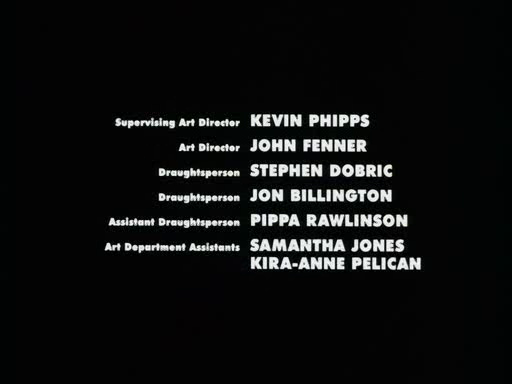 Supervising Art Director KEVIN PHIPPS
Art Director JOHN FENNER
Draughtsperson STEPHEN DOBRIC
Draughtsperson JON BILLINGTON
Assistant Draughtsperson PIPPA RAWLINSON
Art Department Assistants SAMANTHA JONES
KIRA-ANNE PELICAN